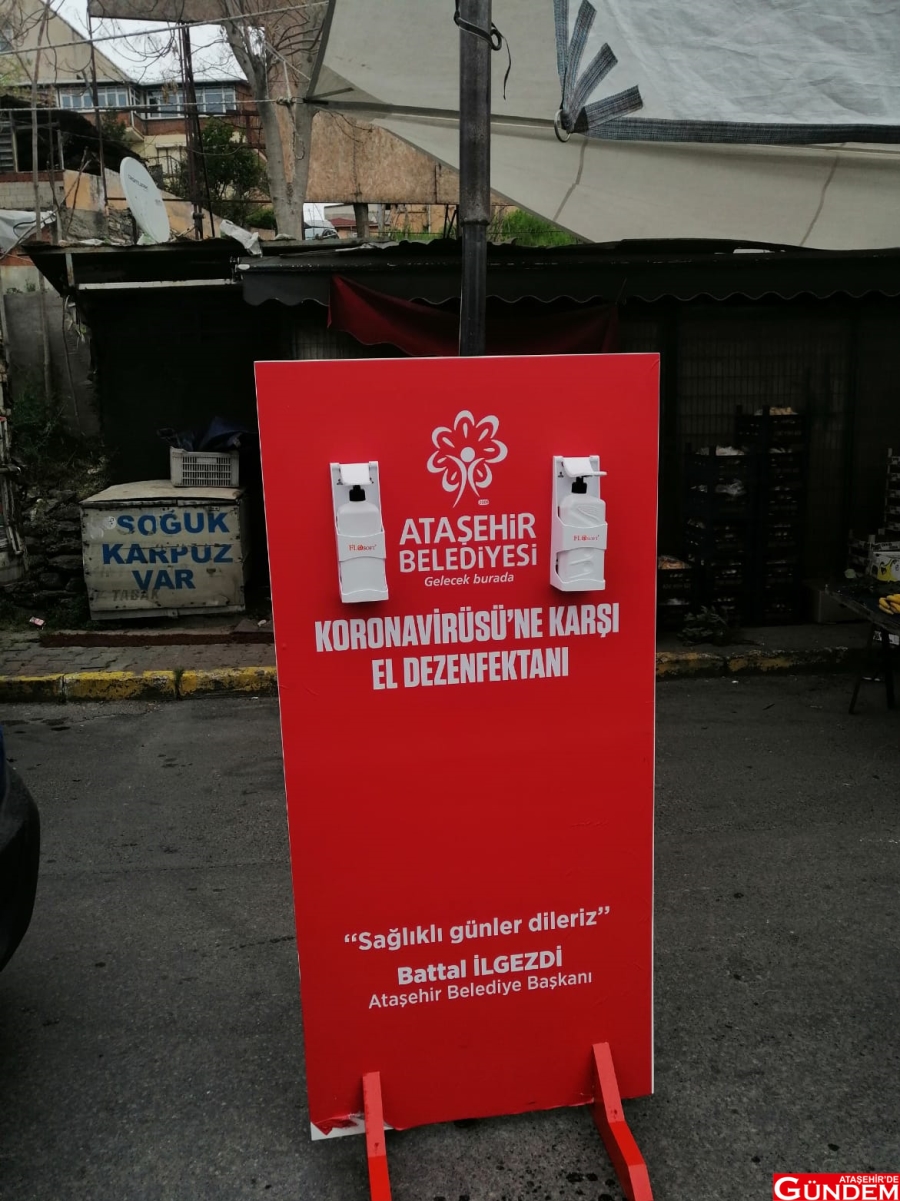 SOĞUK
KARPUZ
VAR
TABAK
ATAŞEHİR
BELEDİYESİ
Gelecek burada
KORONAVİRÜSÜ'NE KARŞI
EL DEZENFEKTANI
“Sağlıklı günler dileriz”
Battal İLGEZDİ
Ataşehir Belediye Başkanı
ATAŞEHİR'DE
GÜNDEM